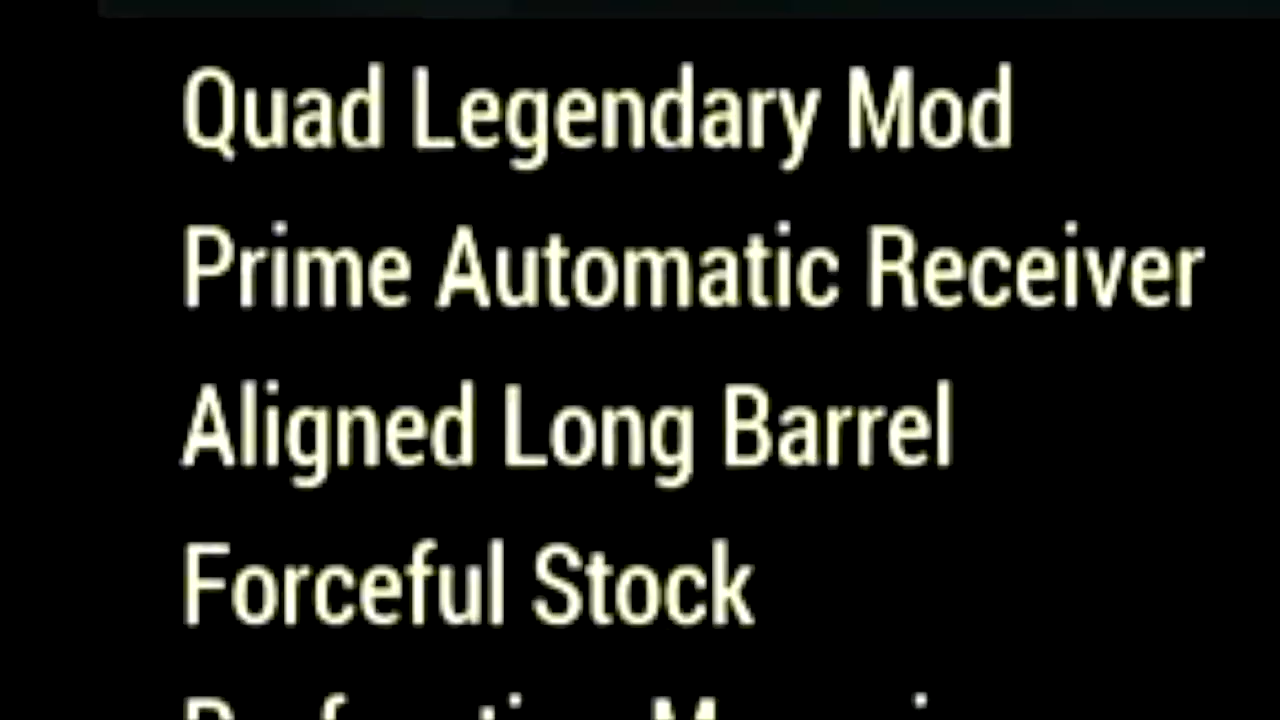 Quad Legendary Mod
Prime Automatic Receiver
Aligned Long Barrel
Forceful Stock